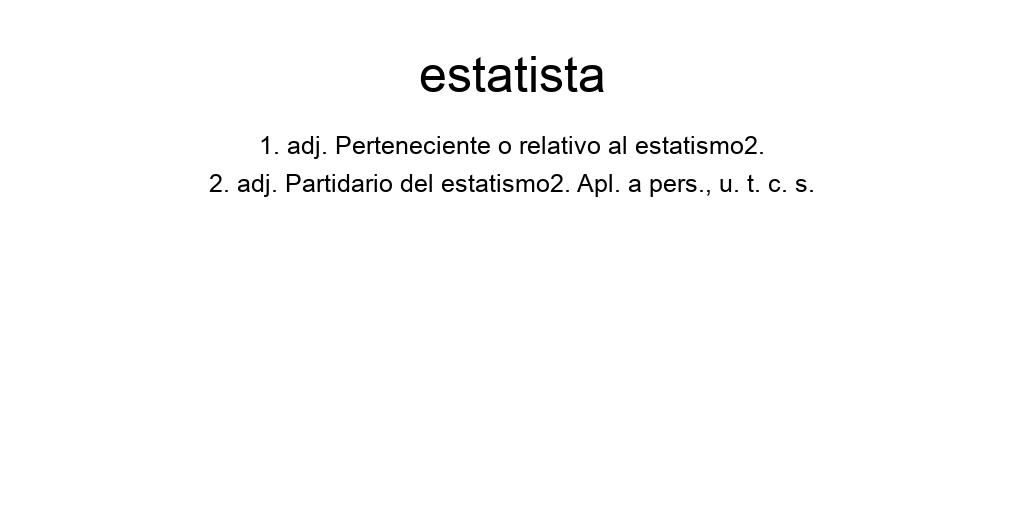 estatista
1. adj. Perteneciente o relativo al estatismo2.
2. adj. Partidario del estatismo2. Apl. a pers., u. t. c. s.